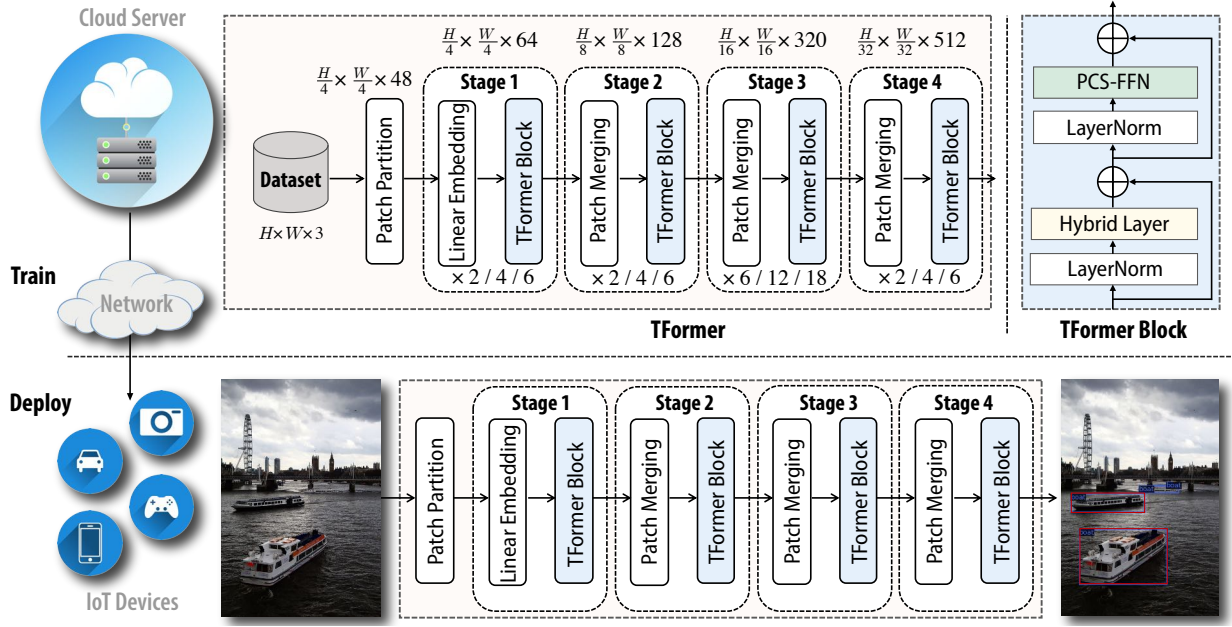 Cloud Server
Train
Network
Deploy
IoT Devices
H/4 × W/4 × 48
H/4 × W/4 × 64
H/8 × W/8 × 128
H/16 × W/16 × 320
H/32 × W/32 × 512
Dataset
H×W×3
Patch Partition
Stage 1
Linear Embedding
TFormer Block
× 2 / 4 / 6
Stage 2
Patch Merging
TFormer Block
× 2 / 4 / 6
Stage 3
Patch Merging
TFormer Block
× 6 / 12 / 18
Stage 4
Patch Merging
TFormer Block
× 2 / 4 / 6
TFormer
PCS-FFN
LayerNorm
Hybrid Layer
LayerNorm
TFormer Block
Patch Partition
Stage 1
Linear Embedding
TFormer Block
Stage 2
Patch Merging
TFormer Block
Stage 3
Patch Merging
TFormer Block
Stage 4
Patch Merging
TFormer Block
boat
boat
boat
boat